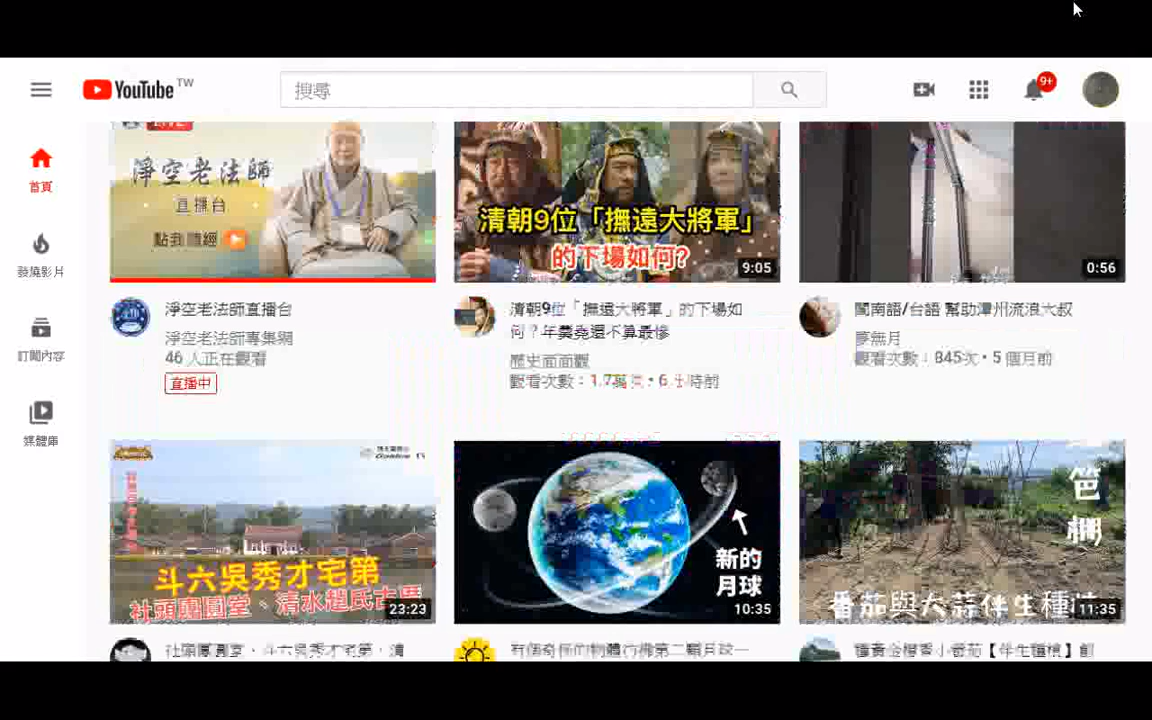 YouTube TW
搜尋
9+
首頁
發燒影片
訂閱內容
媒體庫
淨空老法師
直播台
淨空老法師直播台
淨空老法師專集網
46 人正在觀看
直播中
清朝9位「撫遠大將軍」
的下場如何?
9:05
清朝9位「撫遠大將軍」的下場如
何？年羹堯還不算最慘
歷史面面觀
觀看次數：1.7萬次 • 6 小時前
0:56
閩南語/台語 幫助漳州流浪大叔
夢無月
觀看次數：845次 • 5 個月前
斗六吳秀才宅第
社頭團圓堂、清水趙氏古厝
23:23
新的
月球
10:35
笆
棚
番茄與大蒜伴生種植
11:35